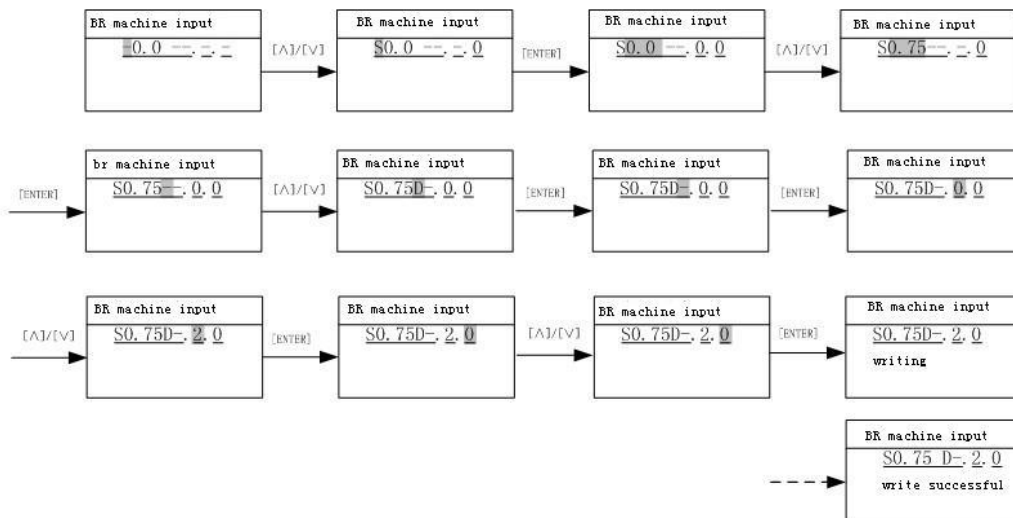 BR machine input
-0.0 --.-.-
[Λ]/[V]
BR machine input
S0.0 --.-.0
[ENTER]
BR machine input
S0.0 --.0.0
[Λ]/[V]
BR machine input
S0.75--.-.0
[ENTER]
br machine input
S0.75--.0.0
[Λ]/[V]
BR machine input
S0.75D-.0.0
[ENTER]
BR machine input
S0.75D-.0.0
[ENTER]
BR machine input
S0.75D-.0.0
[Λ]/[V]
BR machine input
S0.75D-.2.0
[ENTER]
BR machine input
S0.75D-.2.0
[Λ]/[V]
BR machine input
S0.75D-.2.0
[ENTER]
BR machine input
S0.75D-.2.0
writing
BR machine input
S0.75 D-.2.0
write successful